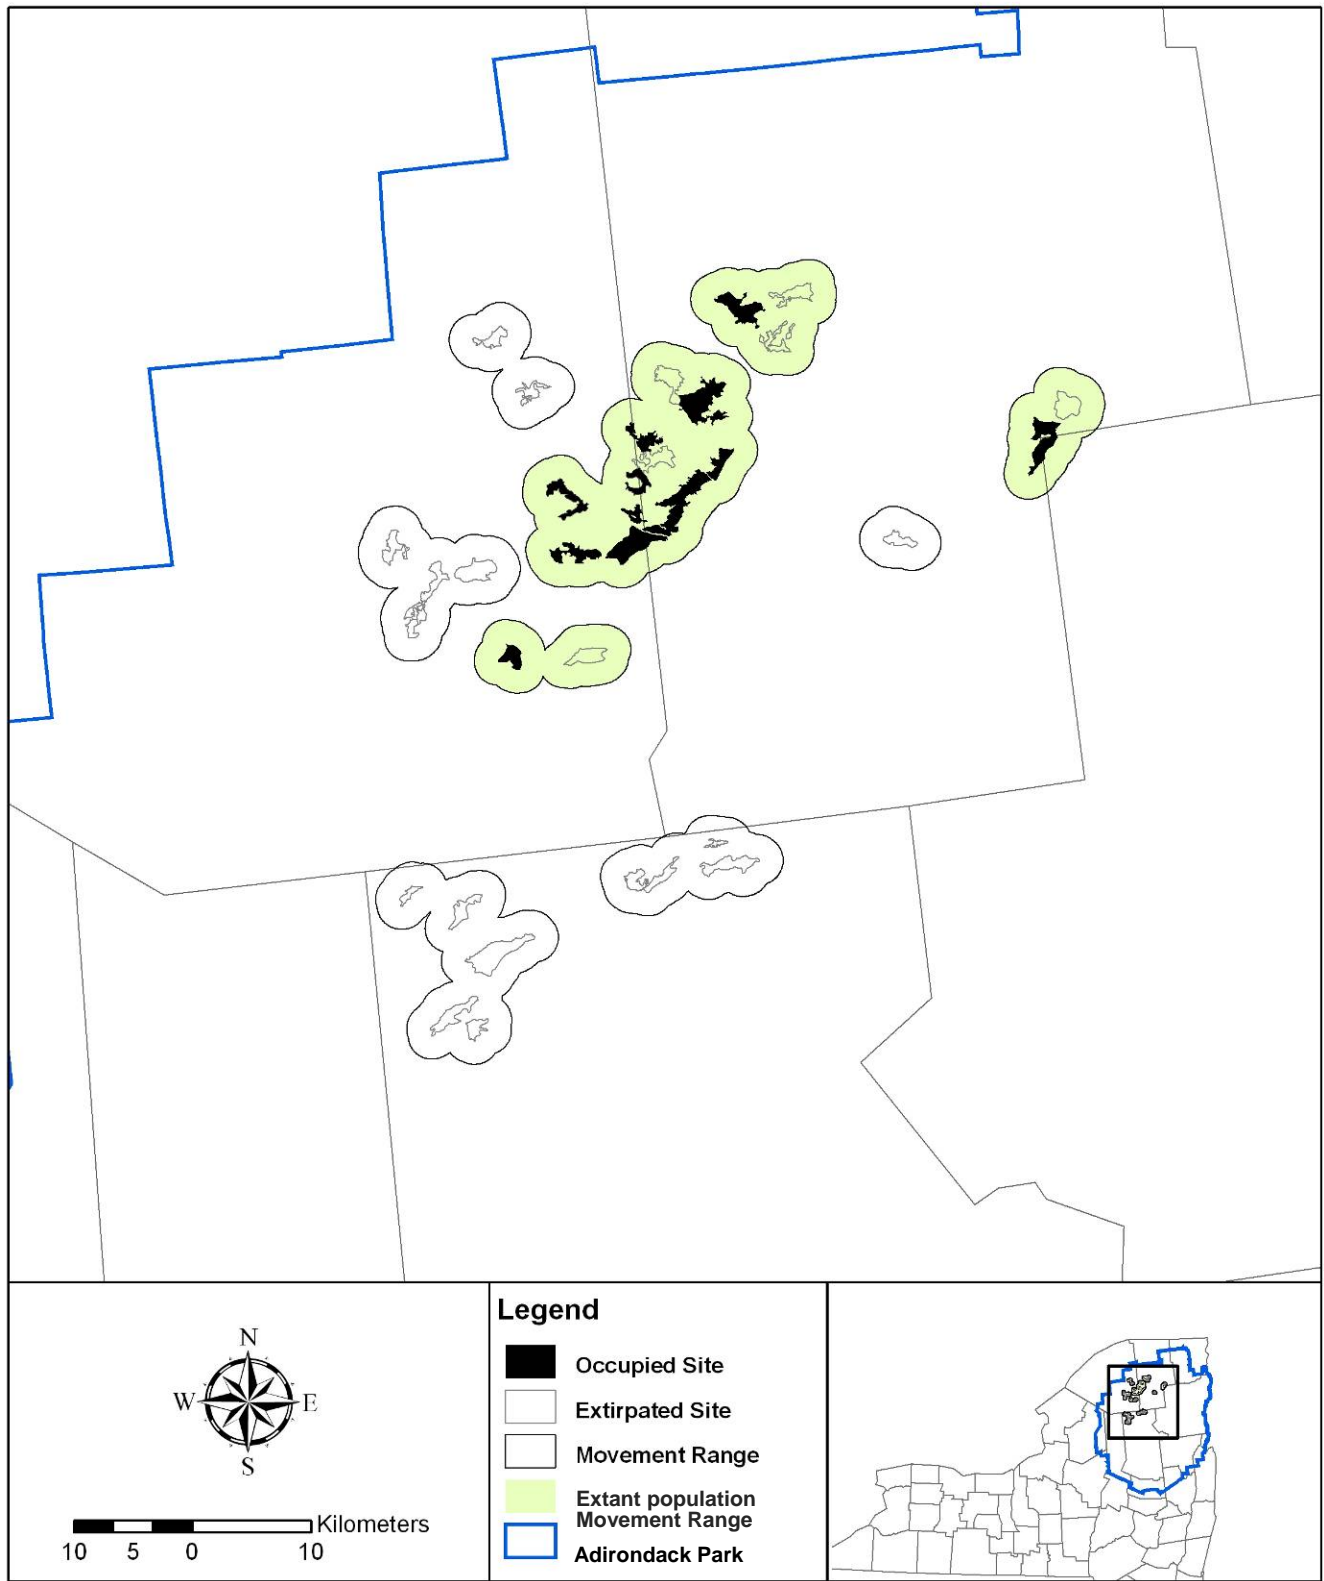 N
W E
S
10 5 0 10 Kilometers
Legend
Occupied Site
Extirpated Site
Movement Range
Extant population
Movement Range
Adirondack Park